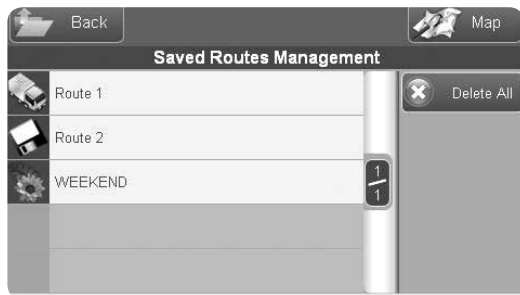 Back
Map
Saved Routes Management
Route 1
Delete All
Route 2
WEEKEND
1
1